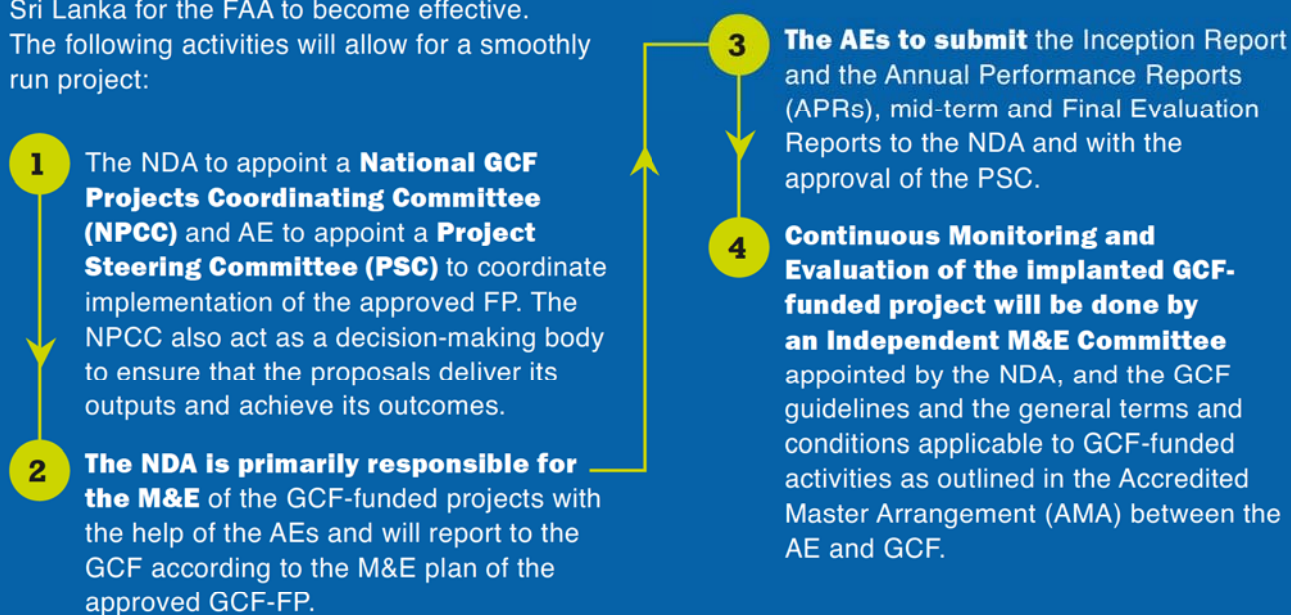 Sri Lanka for the FAA to become effective.
The following activities will allow for a smoothly
run project:
1
The NDA to appoint a National GCF
Projects Coordinating Committee
(NPCC) and AE to appoint a Project
Steering Committee (PSC) to coordinate
implementation of the approved FP. The
NPCC also act as a decision-making body
to ensure that the proposals deliver its
outputs and achieve its outcomes.
2
The NDA is primarily responsible for
the M&E of the GCF-funded projects with
the help of the AEs and will report to the
GCF according to the M&E plan of the
approved GCF-FP.
3
The AEs to submit the Inception Report
and the Annual Performance Reports
(APRs), mid-term and Final Evaluation
Reports to the NDA and with the
approval of the PSC.
4
Continuous Monitoring and
Evaluation of the implanted GCF-
funded project will be done by
an Independent M&E Committee
appointed by the NDA, and the GCF
guidelines and the general terms and
conditions applicable to GCF-funded
activities as outlined in the Accredited
Master Arrangement (AMA) between the
AE and GCF.